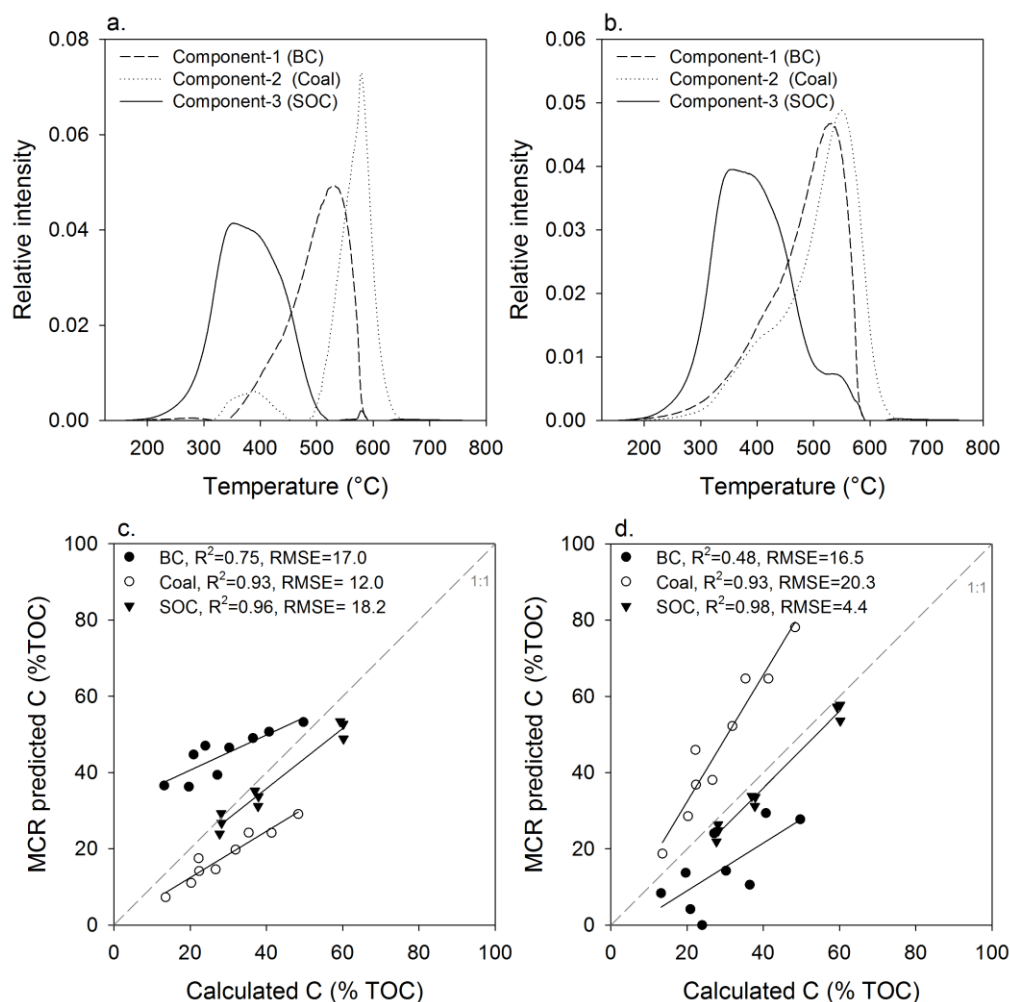 a.
0.08
0.06
0.04
0.02
0.00
Relative intensity
Component-1 (BC)
Component-2 (Coal)
Component-3 (SOC)
200 300 400 500 600 700 800
Temperature (°C)
b.
0.06
0.05
0.04
0.03
0.02
0.01
0.00
Relative intensity
Component-1 (BC)
Component-2 (Coal)
Component-3 (SOC)
200 300 400 500 600 700 800
Temperature (°C)
c.
100
80
60
40
20
0
MCR predicted C (%TOC)
BC, R²=0.75, RMSE=17.0
Coal, R²=0.93, RMSE= 12.0
SOC, R²=0.96, RMSE= 18.2
1:1
0 20 40 60 80 100
Calculated C (% TOC)
d.
100
80
60
40
20
0
MCR predicted C (%TOC)
BC, R²=0.48, RMSE=16.5
Coal, R²=0.93, RMSE=20.3
SOC, R²=0.98, RMSE=4.4
1:1
0 20 40 60 80 100
Calculated C (% TOC)